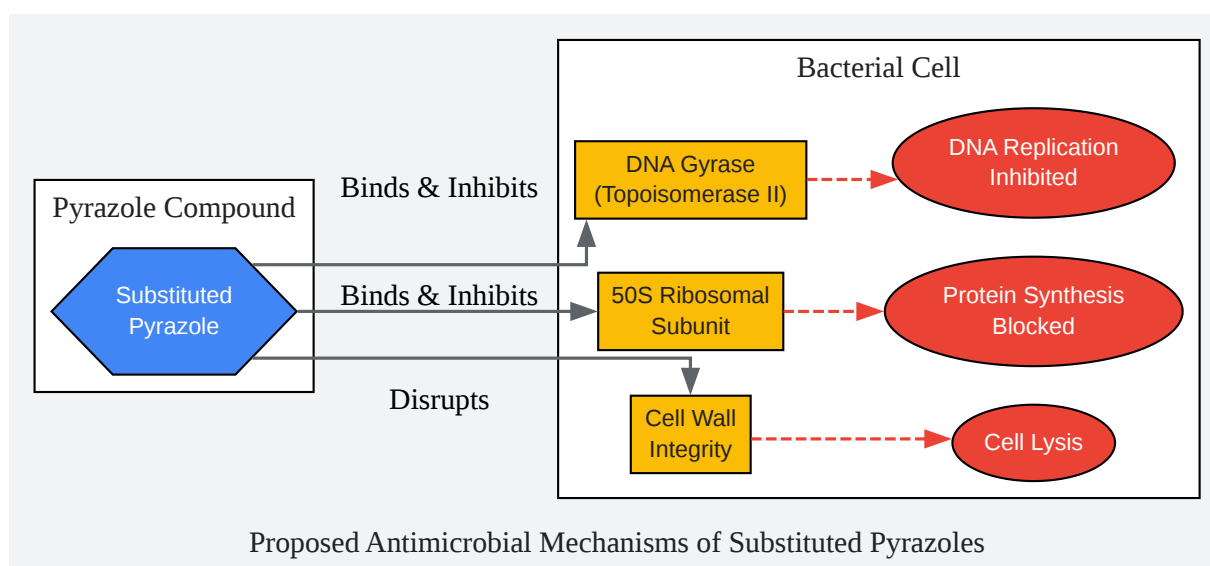 Bacterial Cell
Pyrazole Compound
Substituted
Pyrazole
Binds & Inhibits
Binds & Inhibits
Disrupts
DNA Gyrase
(Topoisomerase II)
DNA Replication
Inhibited
50S Ribosomal
Subunit
Protein Synthesis
Blocked
Cell Wall
Integrity
Cell Lysis
Proposed Antimicrobial Mechanisms of Substituted Pyrazoles